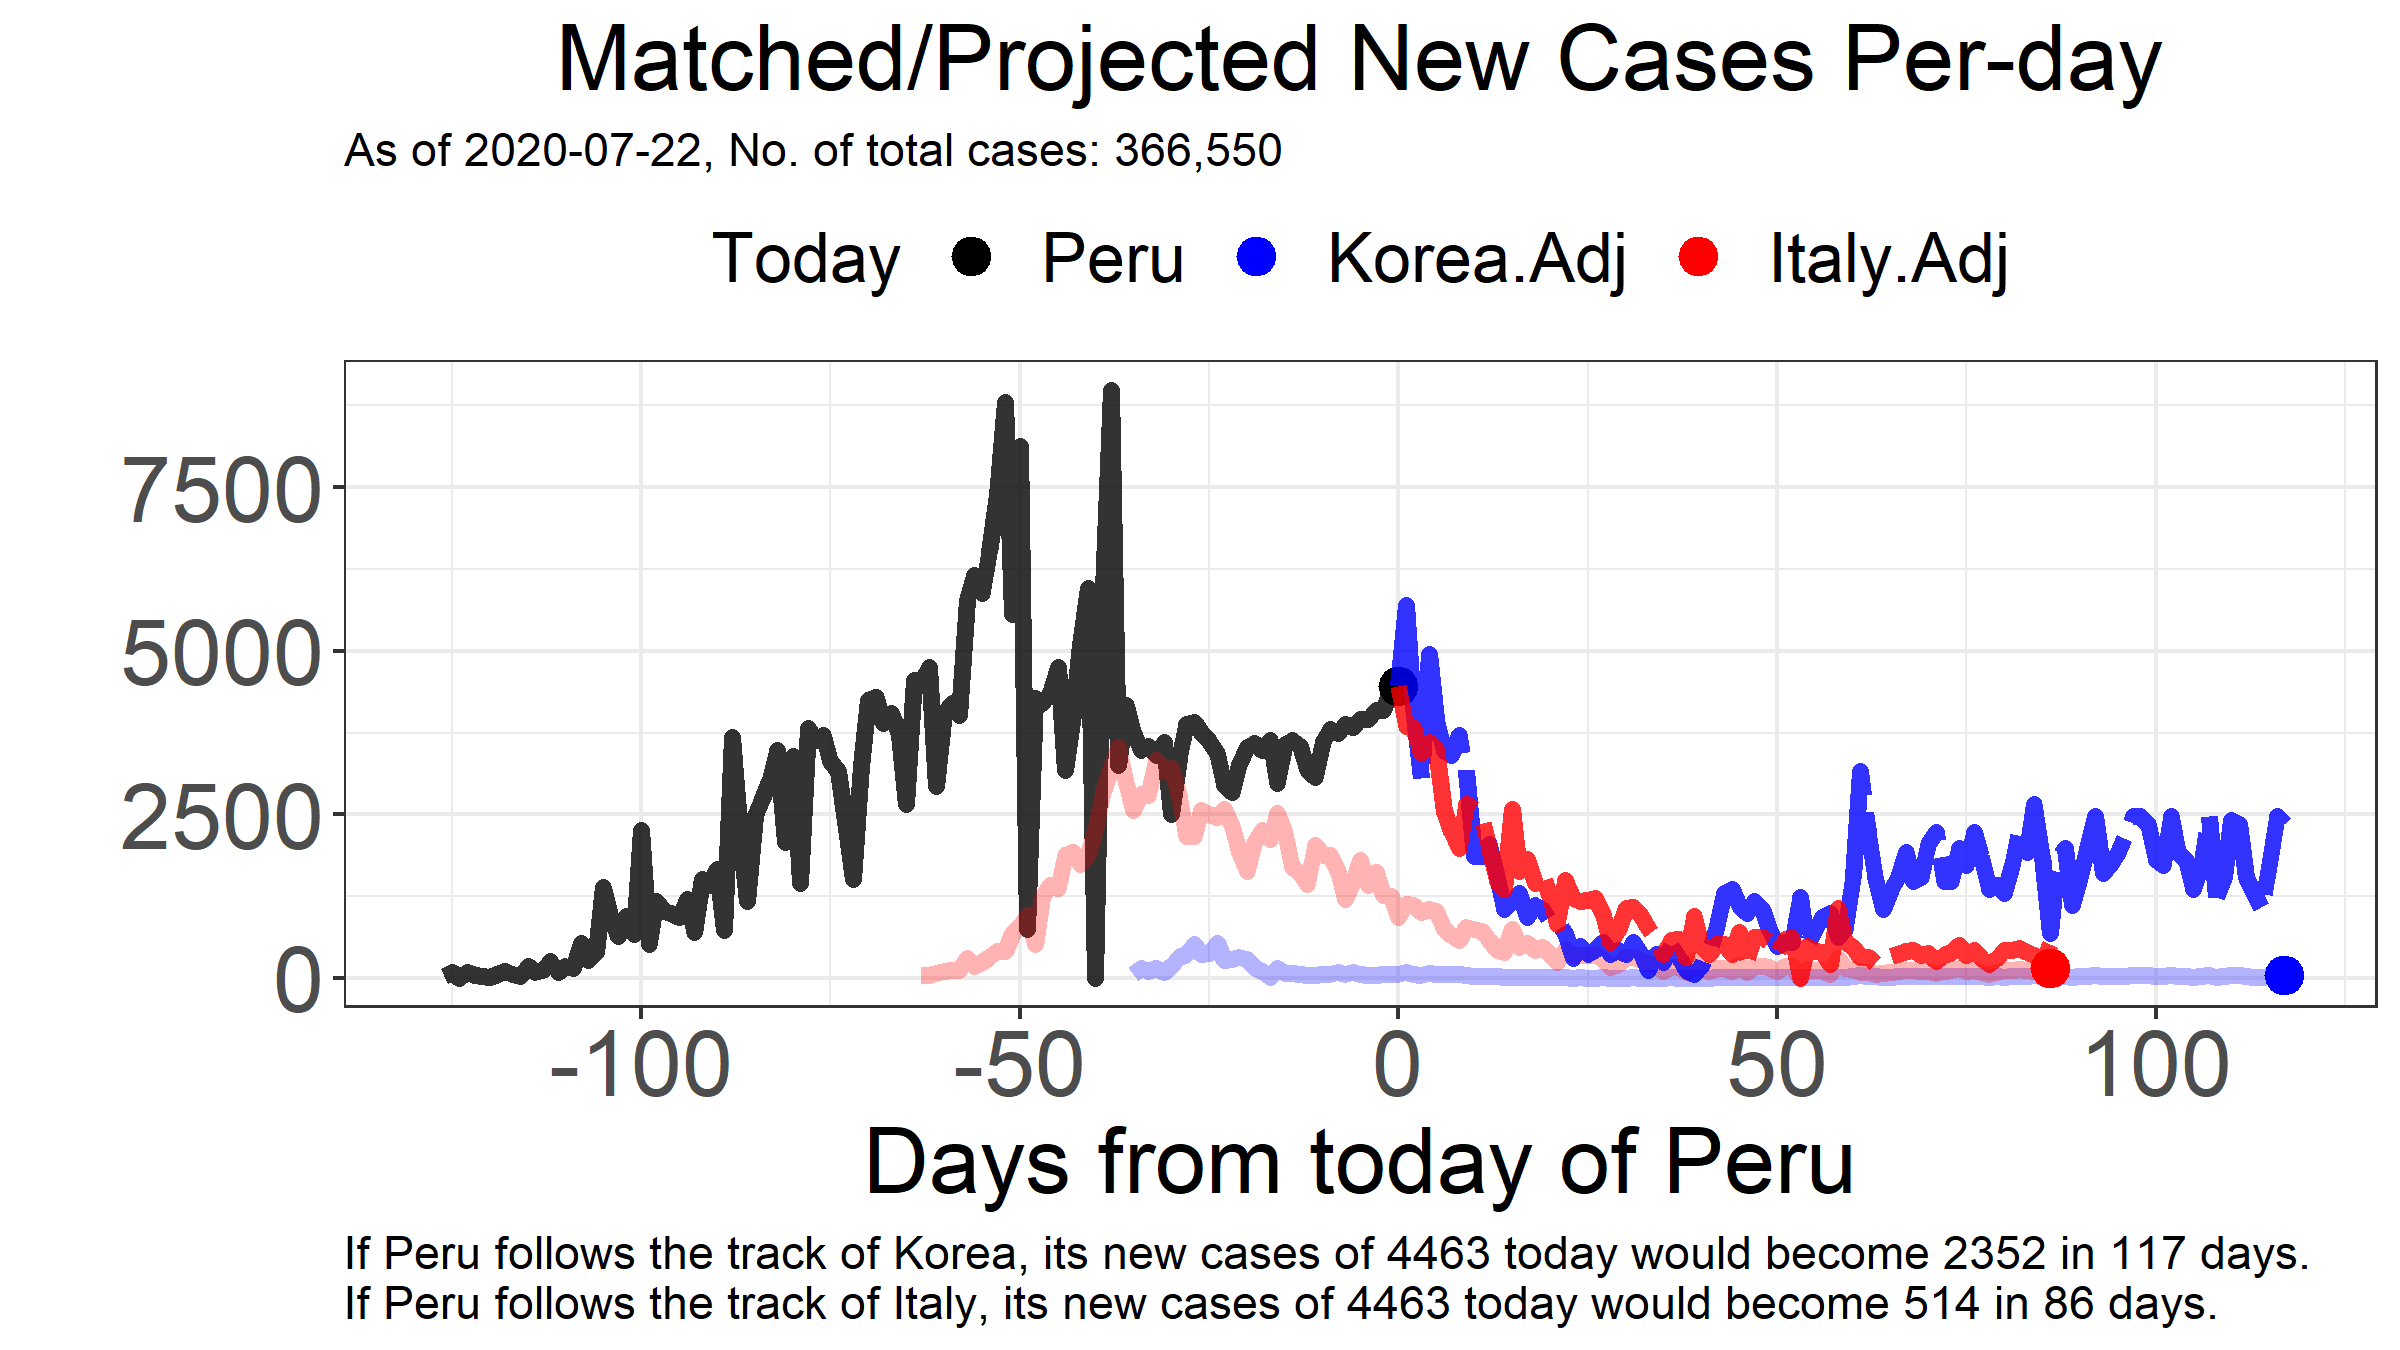 Matched/Projected New Cases Per-day
As of 2020-07-22, No. of total cases: 366,550
Today Peru Korea.Adj Italy.Adj
7500
5000
2500
0
-100 -50 0 50 100
Days from today of Peru
If Peru follows the track of Korea, its new cases of 4463 today would become 2352 in 117 days.
If Peru follows the track of Italy, its new cases of 4463 today would become 514 in 86 days.